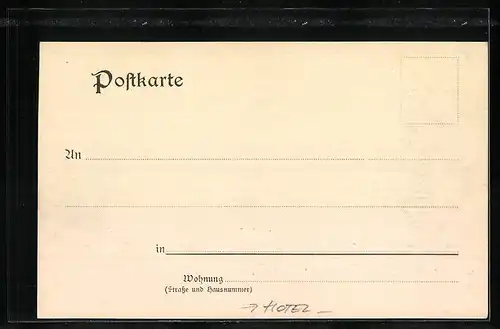 Postkarte
An
in
Wohnung
(Straße und Hausnummer)
→ HOTEL –